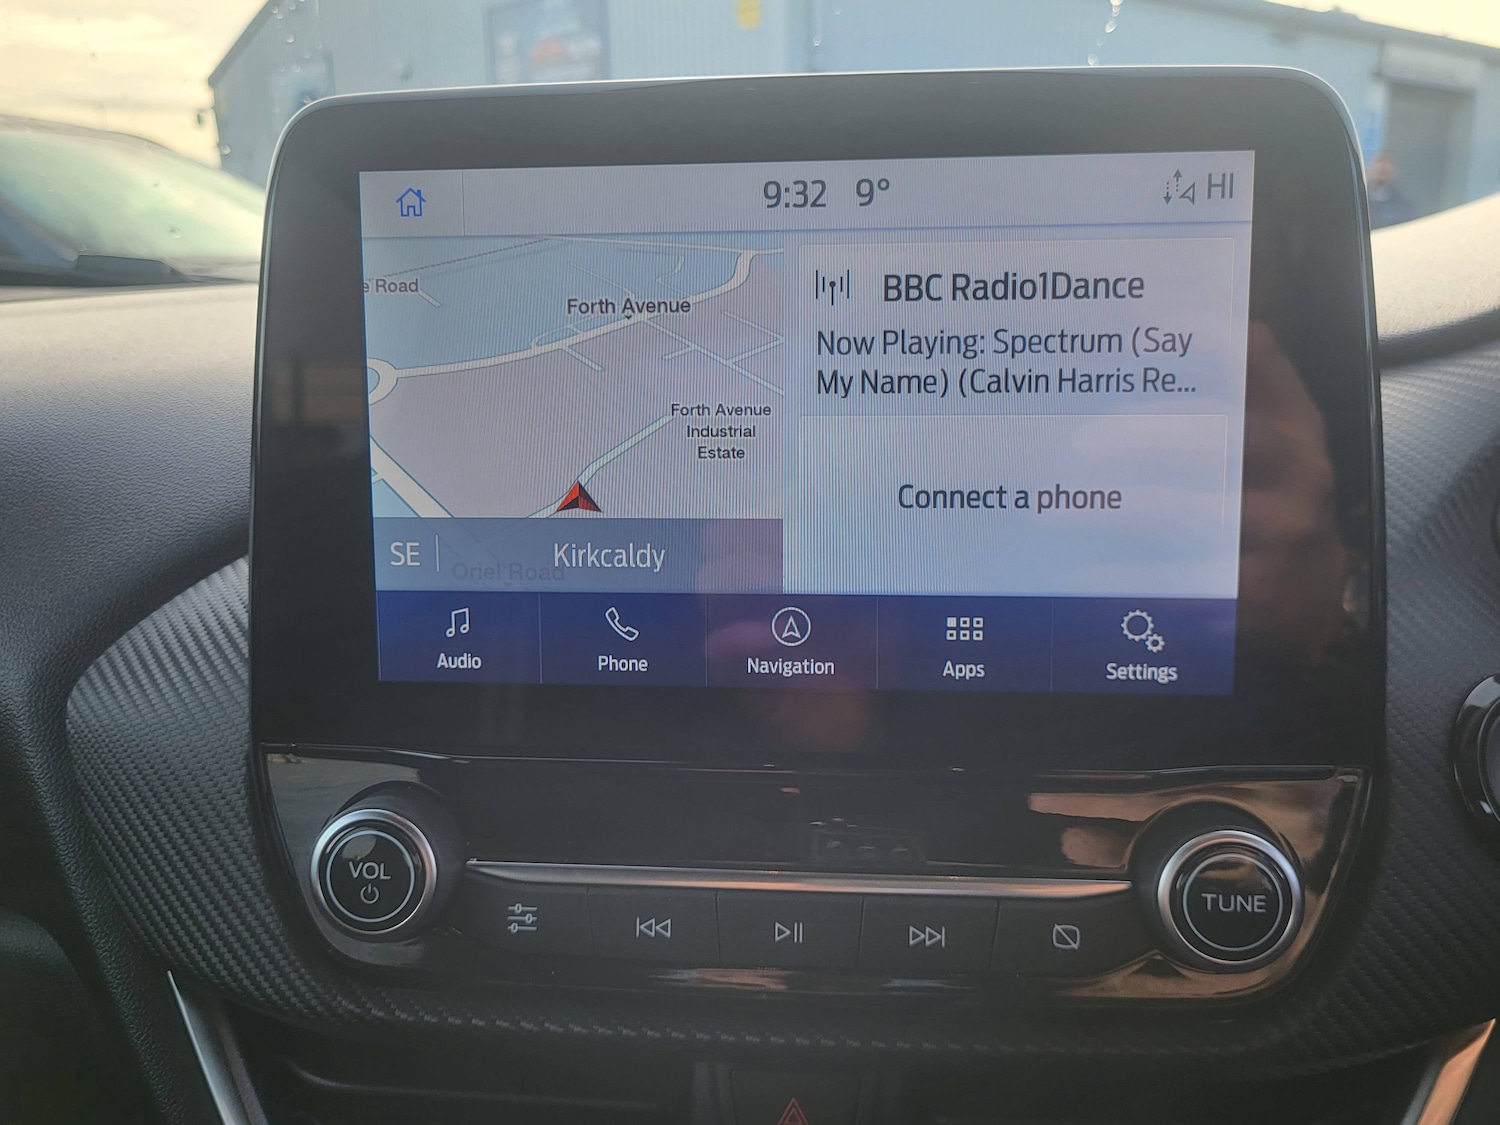 9:32 9° HI
e Road
Forth Avenue
Forth Avenue
Industrial
Estate
SE Kirkcaldy
Oriel Road
BBC Radio1Dance
Now Playing: Spectrum (Say
My Name) (Calvin Harris Re...
Connect a phone
Audio Phone Navigation Apps Settings
VOL
TUNE